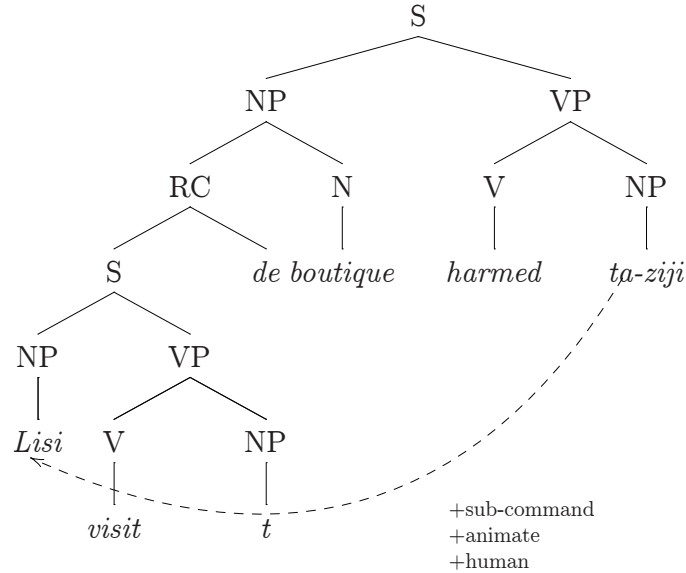 S
NP VP
RC N V NP
S de boutique harmed ta-ziji
NP VP
Lisi V NP
visit t
+sub-command
+animate
+human